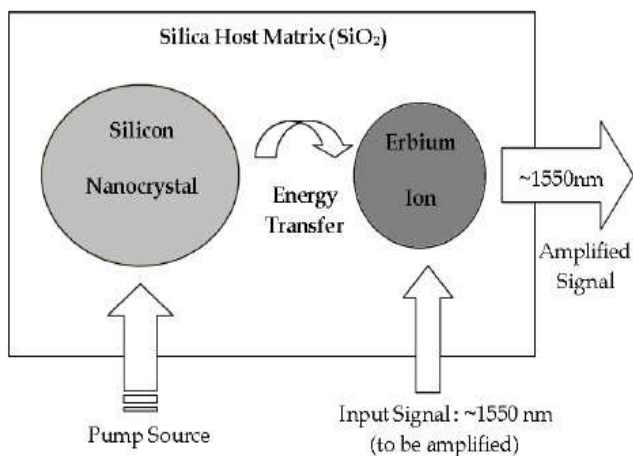 Silica Host Matrix (SiO₂)
Silicon
Nanocrystal
Energy
Transfer
Erbium
Ion
~1550nm
Amplified
Signal
Pump Source
Input Signal : ~1550 nm
(to be amplified)